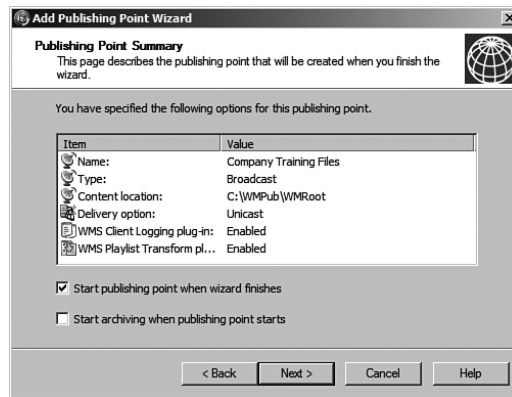 Add Publishing Point Wizard
Publishing Point Summary
This page describes the publishing point that will be created when you finish the
wizard.
You have specified the following options for this publishing point.
Item Value
Name: Company Training Files
Type: Broadcast
Content location: C:\WMPub\WMRoot
Delivery option: Unicast
WMS Client Logging plug-in: Enabled
WMS Playlist Transform pl... Enabled
Start publishing point when wizard finishes
Start archiving when publishing point starts
< Back Next > Cancel Help